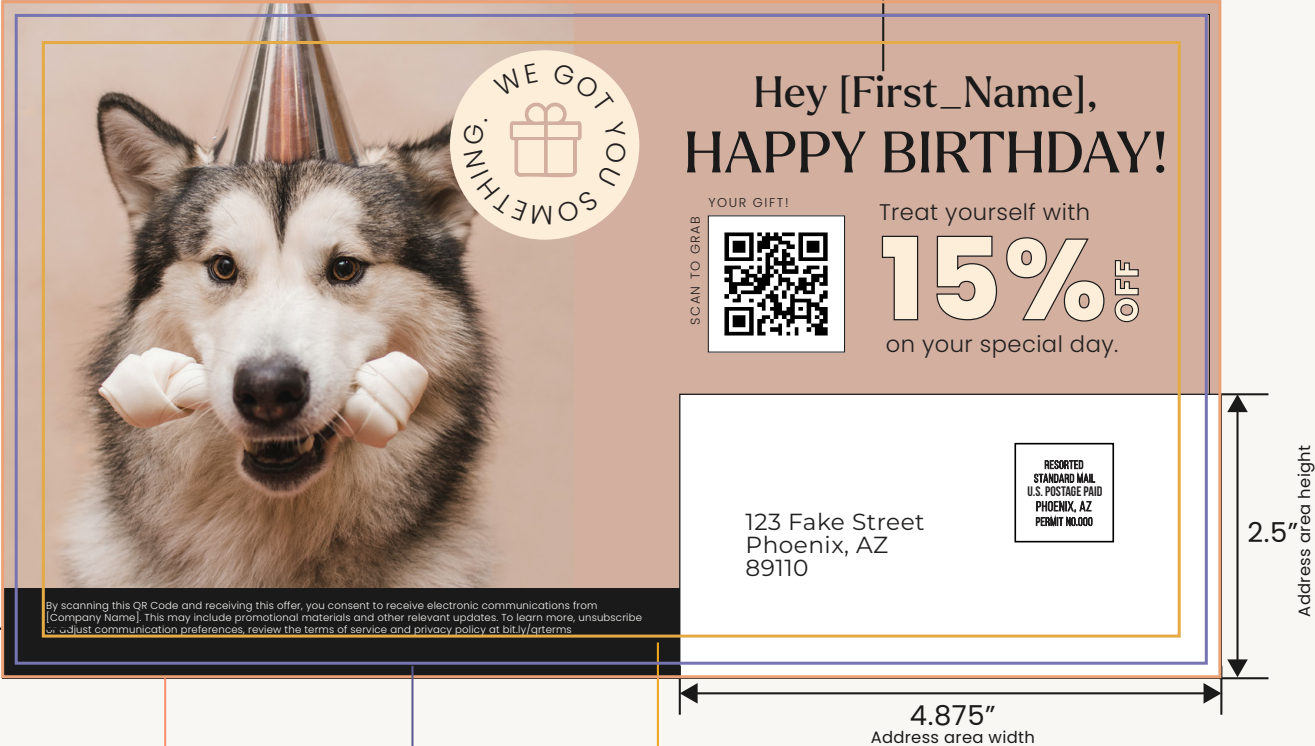 WE GOT YOU SOMETHING.
Hey [First_Name],
HAPPY BIRTHDAY!
YOUR GIFT!
SCAN TO GRAB
Treat yourself with
15% OFF
on your special day.
RESORTED
STANDARD MAIL
U.S. POSTAGE PAID
PHOENIX, AZ
PERMIT NO.000
123 Fake Street
Phoenix, AZ
89110
By scanning this QR Code and receiving this offer, you consent to receive electronic communications from
[Company Name]. This may include promotional materials and other relevant updates. To learn more, unsubscribe
or adjust communication preferences, review the terms of service and privacy policy at bit.ly/qrterms
2.5”
Address area height
4.875”
Address area width